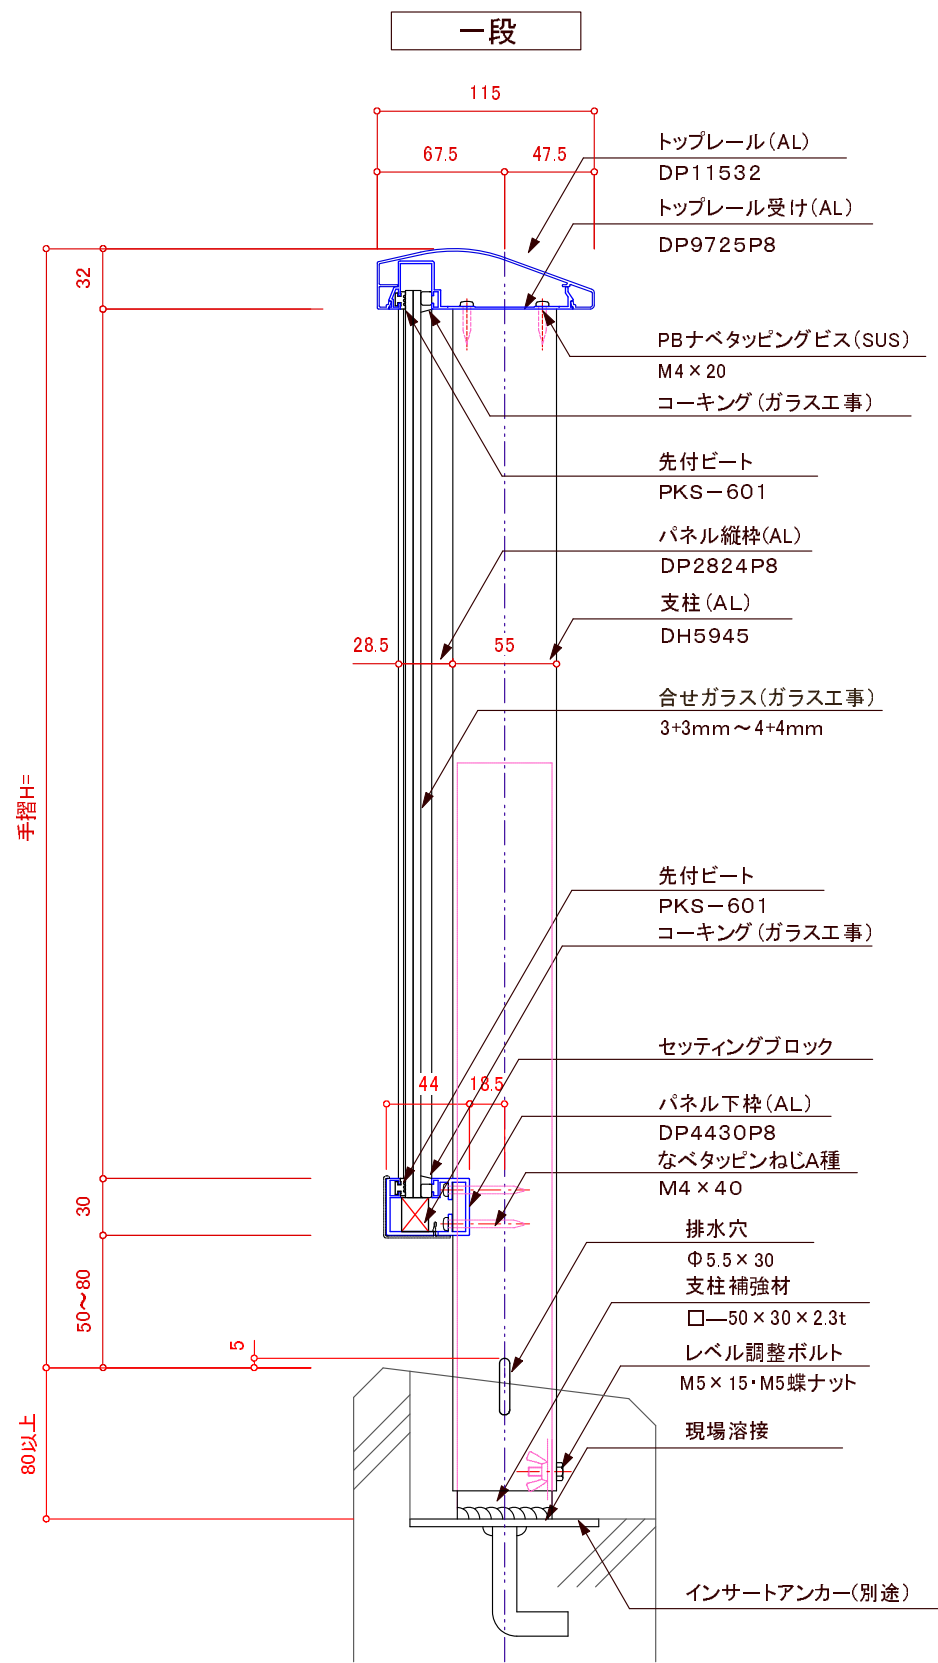 一段
115
67.5
47.5
トップレール(AL)
DP11532
トップレール受け(AL)
DP9725P8
32
PBナベタッピングビス(SUS)
M4×20
コーキング(ガラス工事)
先付ビート
PKS-601
パネル縦枠(AL)
DP2824P8
支柱(AL)
DH5945
28.5
55
合せガラス(ガラス工事)
3+3mm～4+4mm
手摺H=
先付ビート
PKS-601
コーキング(ガラス工事)
セッティングブロック
44
18.5
パネル下枠(AL)
DP4430P8
なベタッピンねじA種
M4×40
30
排水穴
Φ5.5×30
50～80
支柱補強材
□—50×30×2.3t
5
レベル調整ボルト
M5×15・M5蝶ナット
80以上
現場溶接
インサートアンカー(別途)